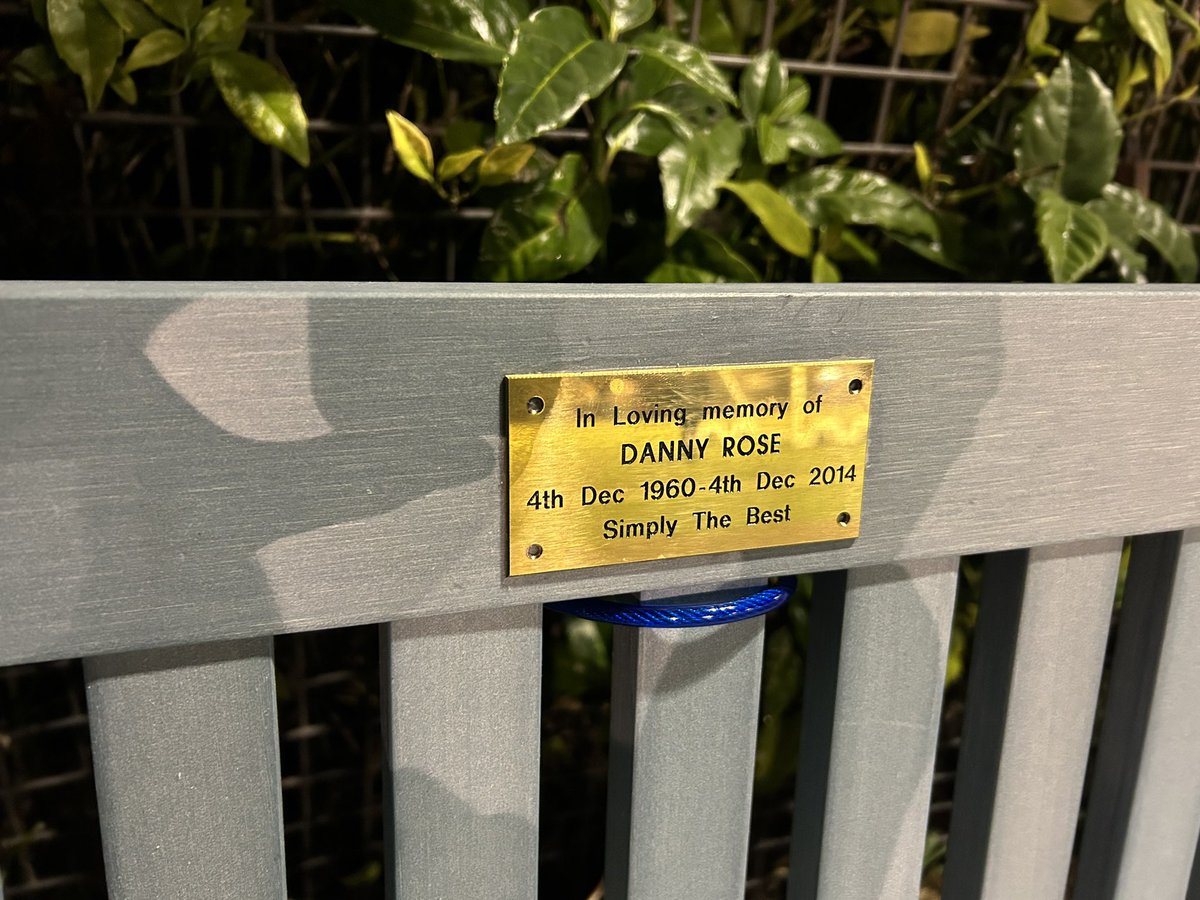 In Loving memory of
DANNY ROSE
4th Dec 1960-4th Dec 2014
Simply The Best